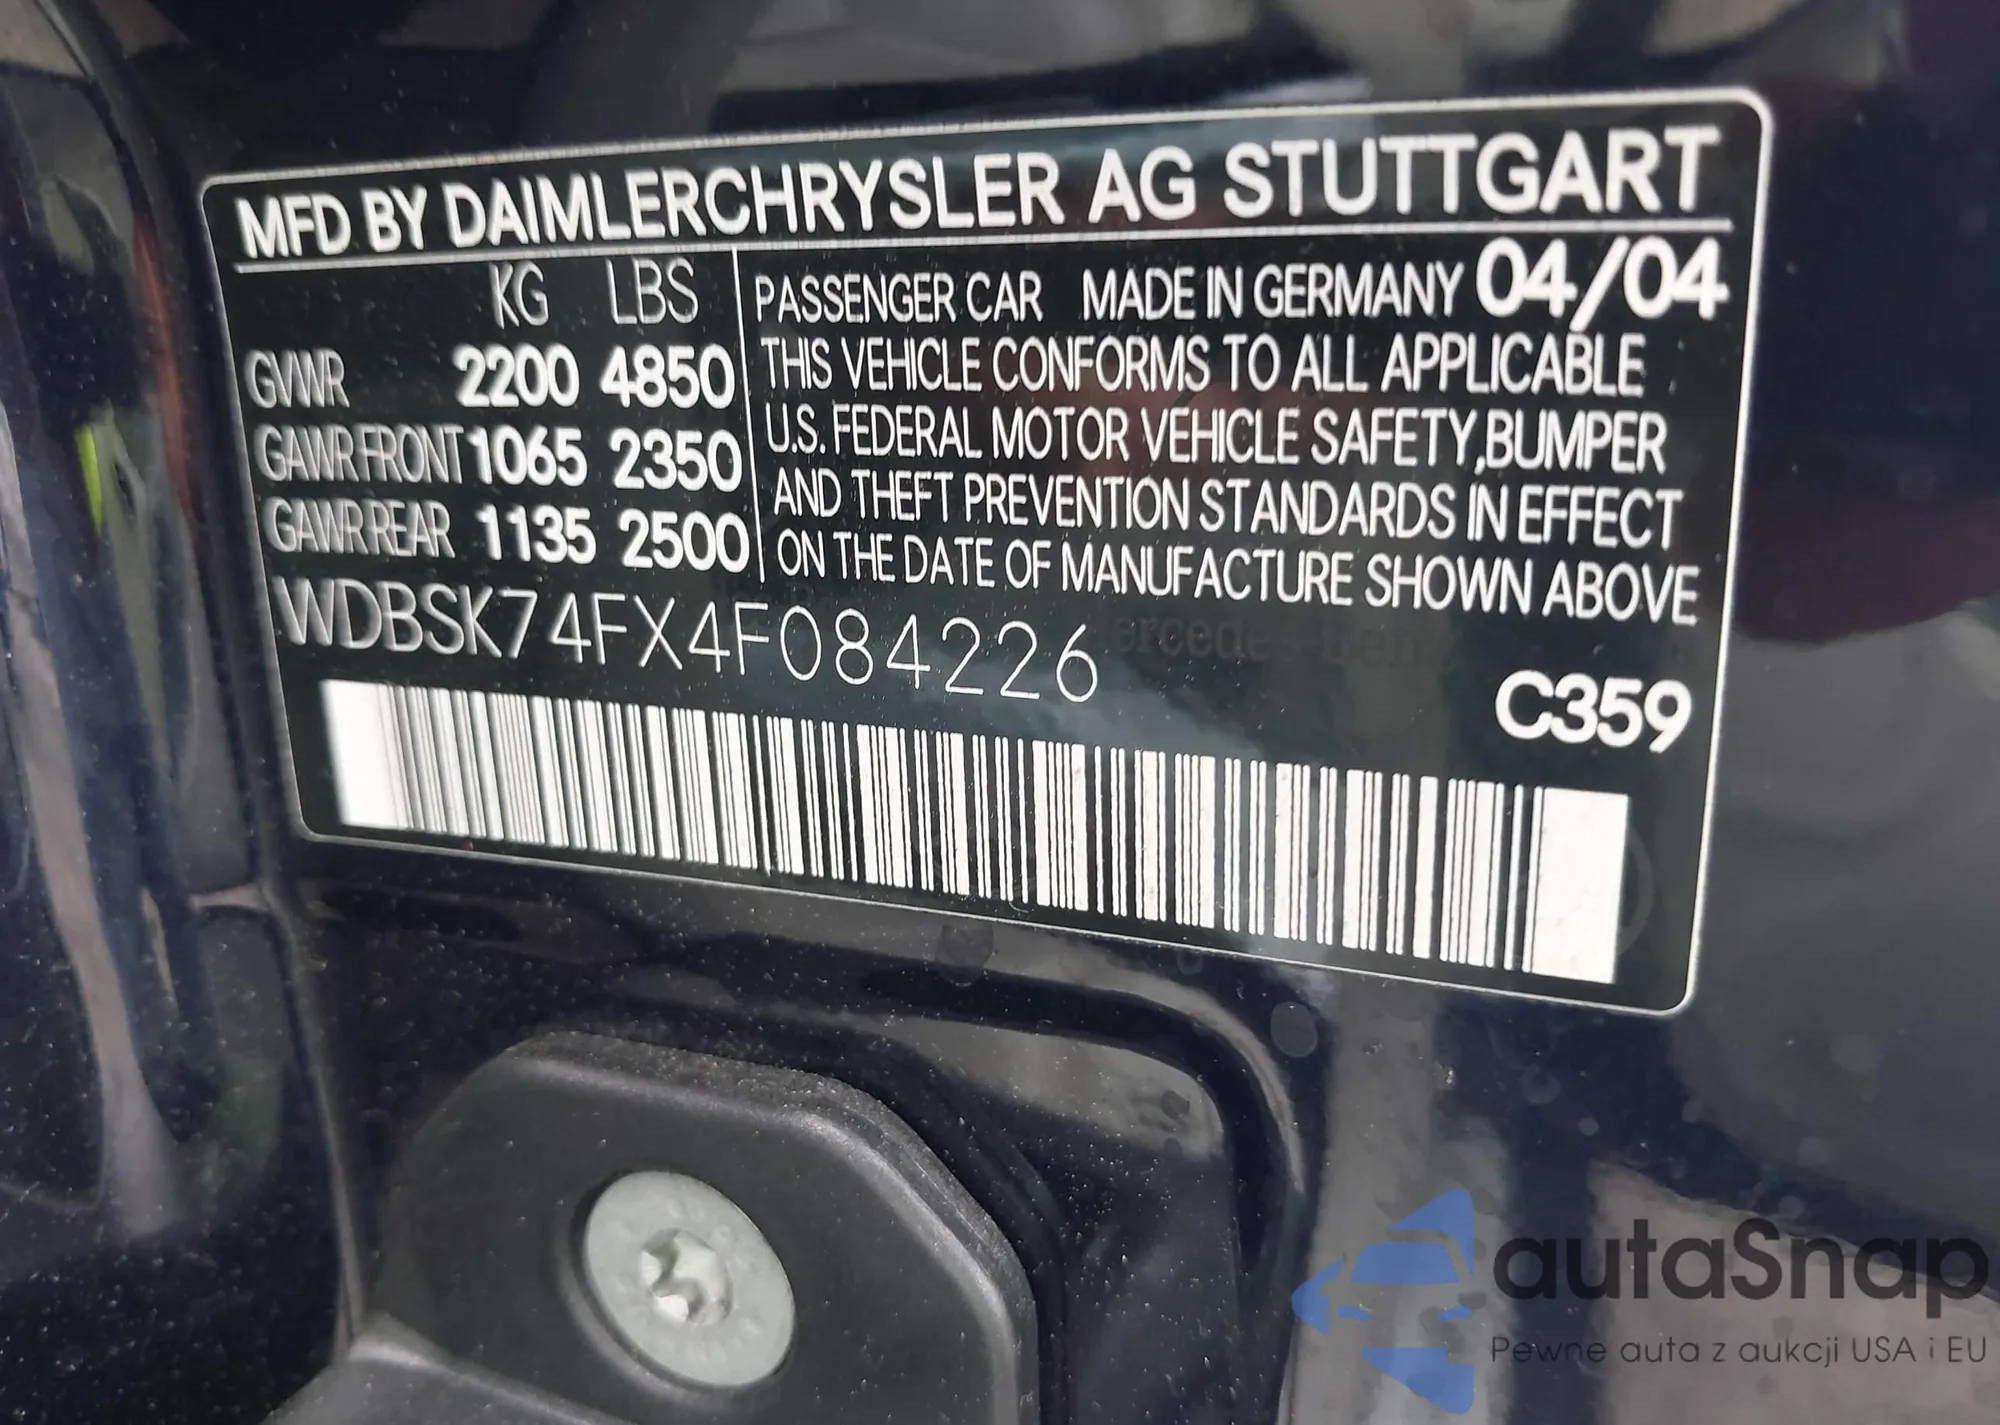 MFD BY DAIMLERCHRYSLER AG STUTTGART
KG LBS
GVWR 2200 4850
GAWR FRONT 1065 2350
GAWR REAR 1135 2500
PASSENGER CAR MADE IN GERMANY 04/04
THIS VEHICLE CONFORMS TO ALL APPLICABLE
U.S. FEDERAL MOTOR VEHICLE SAFETY, BUMPER
AND THEFT PREVENTION STANDARDS IN EFFECT
ON THE DATE OF MANUFACTURE SHOWN ABOVE
WDBSK74FX4F084226
C359
autaSnap
Pewne auta z aukcji USA i EU